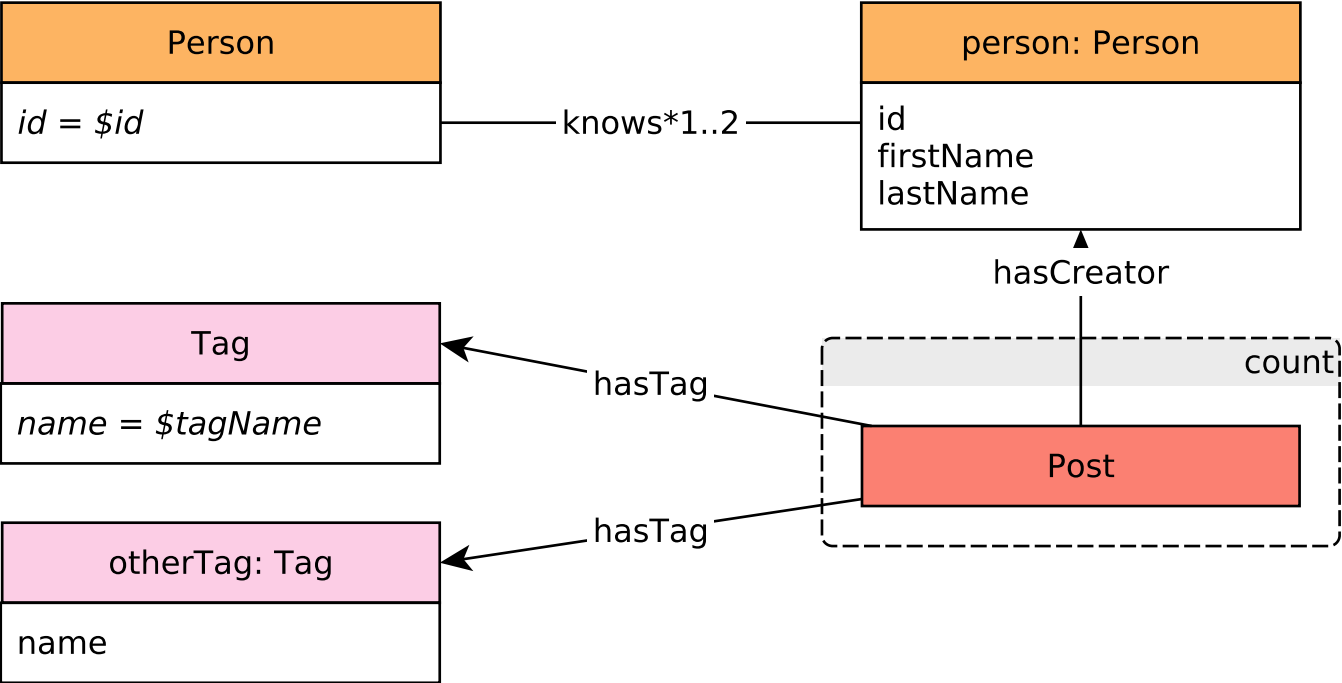 Person
id = $id
knows*1..2
person: Person
id
firstName
lastName
hasCreator
Tag
name = $tagName
hasTag
count
Post
hasTag
otherTag: Tag
name